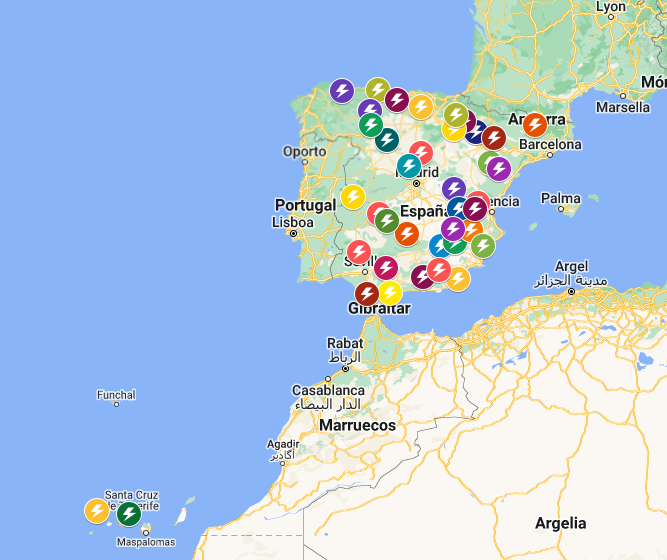 Lyon
Món
Marsella
Andorra
Barcelona
Oporto
Madrid
Palma
Portugal
España
Valencia
Lisboa
Sevilla
Argel
مدينة الجزائر
Gibraltar
Rabat
الرباط
Casablanca
الدار البيضاء
Funchal
Marruecos
Agadir
أگادير
Santa Cruz
de Tenerife
Maspalomas
Argelia